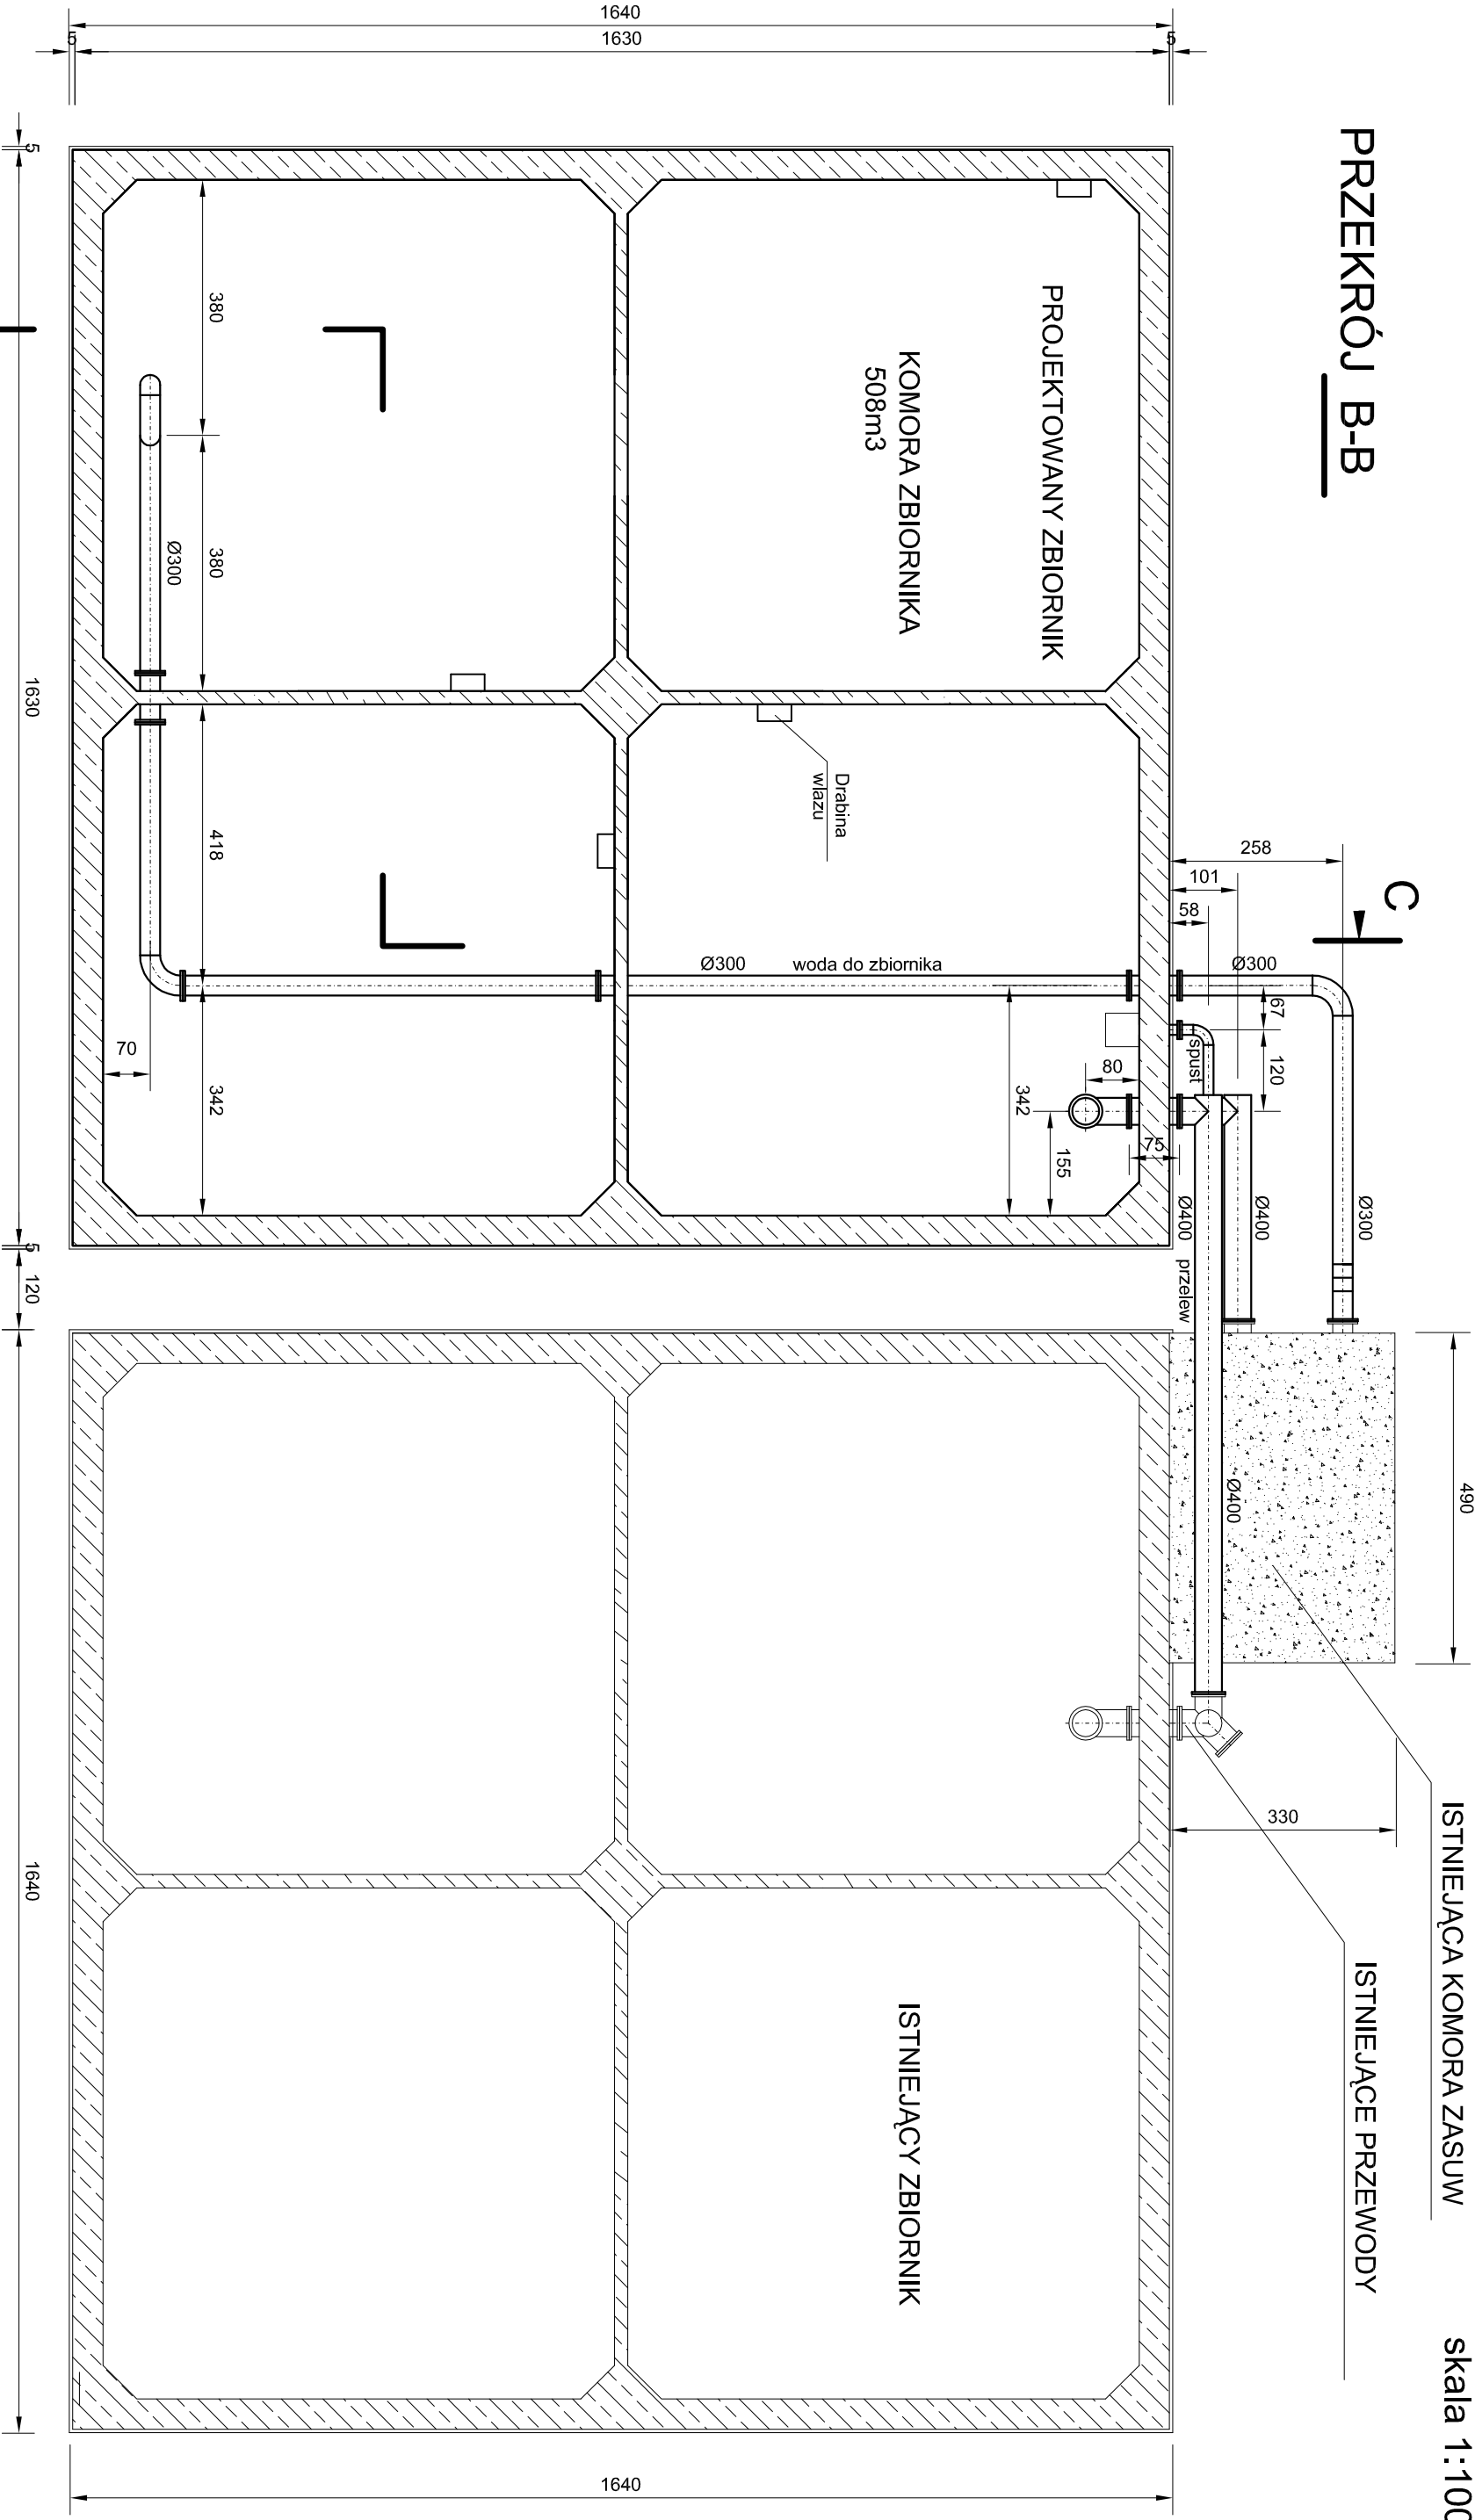 PRZEKRÓJ B-B
skala 1:100
C
PROJEKTOWANY ZBIORNIK
KOMORA ZBIORNIKA
508m3
Drabina
włazu
ISTNIEJĄCA KOMORA ZASUW
ISTNIEJĄCE PRZEWODY
ISTNIEJĄCY ZBIORNIK
1640
1630
5
5
5
1630
5
120
1640
1640
380
380
Ø300
418
342
70
Ø300
woda do zbiornika
342
155
80
75
258
101
58
Ø300
67
120
spust
Ø400
przelew
Ø400
Ø300
Ø400
490
330